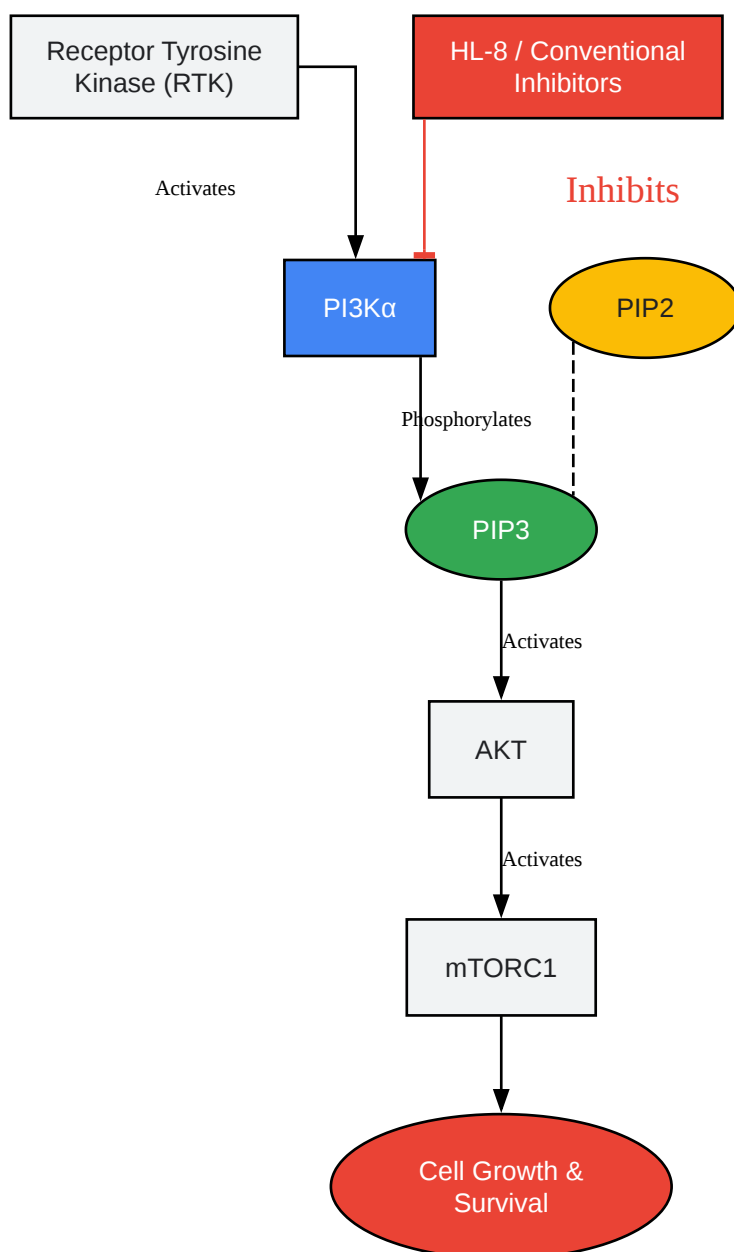 Receptor Tyrosine
Kinase (RTK)
HL-8 / Conventional
Inhibitors
Activates
Inhibits
PI3Kα
PIP2
Phosphorylates
PIP3
Activates
AKT
Activates
mTORC1
Cell Growth &
Survival